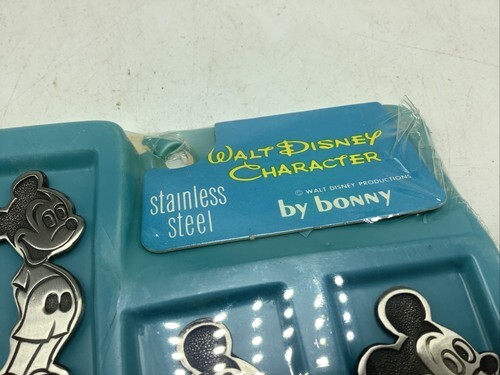 WALT DISNEY
CHARACTER
stainless
steel
© WALT DISNEY PRODUCTIONS
by bonny